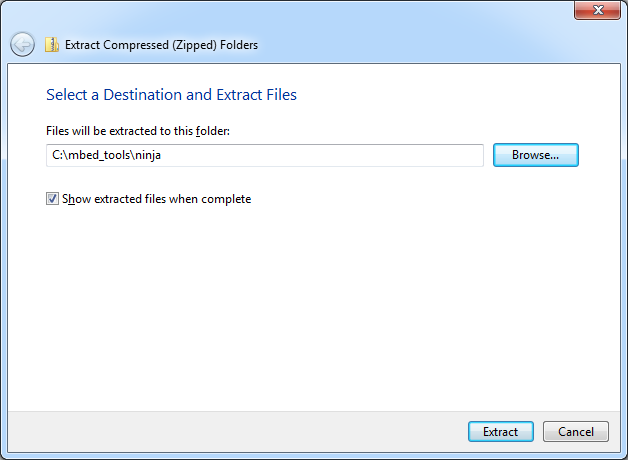 Extract Compressed (Zipped) Folders
Select a Destination and Extract Files
Files will be extracted to this folder:
C:\mbed_tools\ninja
Browse...
Show extracted files when complete
Extract
Cancel